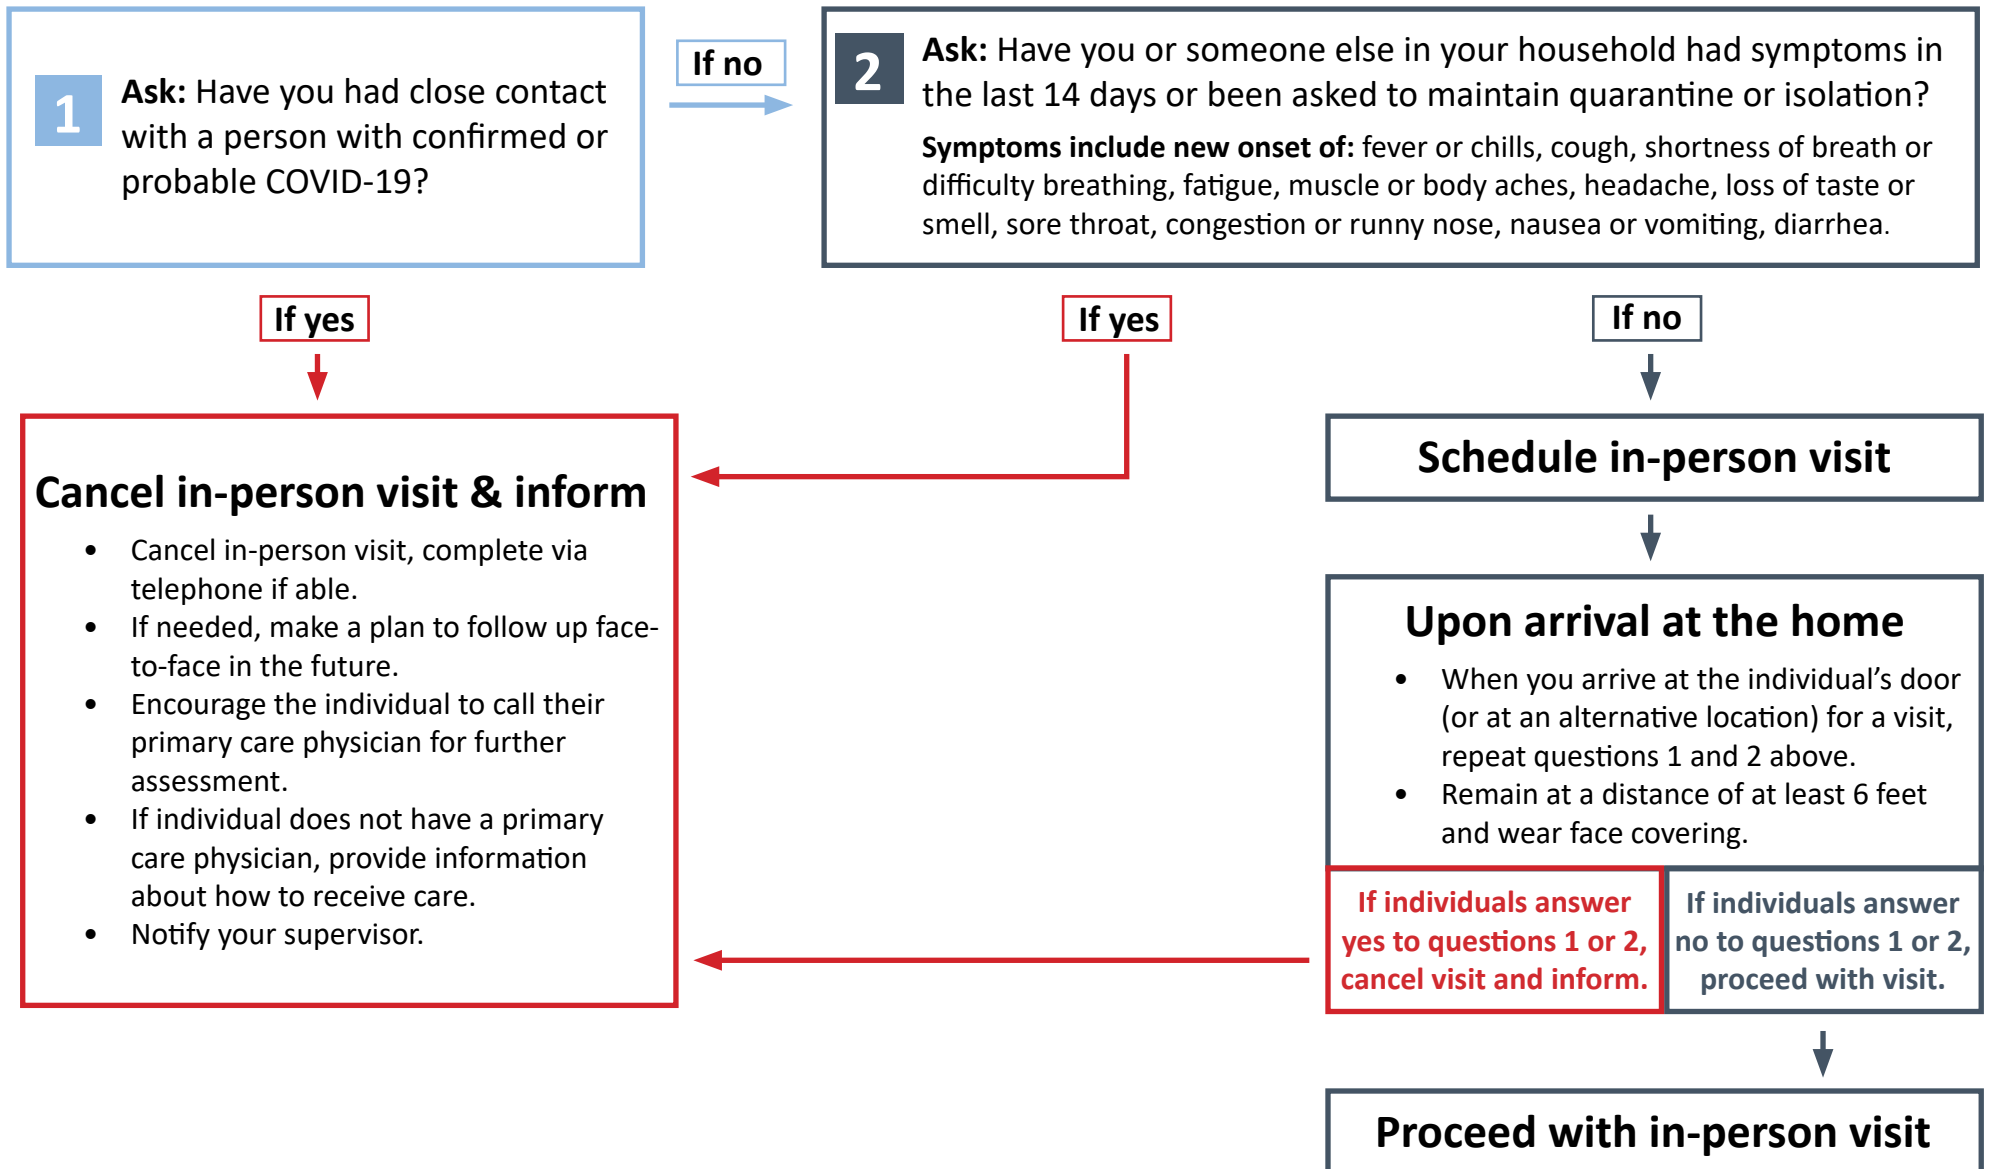 1
Ask: Have you had close contact
with a person with confirmed or
probable COVID-19?
If no
2
Ask: Have you or someone else in your household had symptoms in
the last 14 days or been asked to maintain quarantine or isolation?
Symptoms include new onset of: fever or chills, cough, shortness of breath or
difficulty breathing, fatigue, muscle or body aches, headache, loss of taste or
smell, sore throat, congestion or runny nose, nausea or vomiting, diarrhea.
If yes
If yes
If no
Cancel in-person visit & inform
• Cancel in-person visit, complete via
telephone if able.
• If needed, make a plan to follow up face-
to-face in the future.
• Encourage the individual to call their
primary care physician for further
assessment.
• If individual does not have a primary
care physician, provide information
about how to receive care.
• Notify your supervisor.
Schedule in-person visit
Upon arrival at the home
• When you arrive at the individual’s door
(or at an alternative location) for a visit,
repeat questions 1 and 2 above.
• Remain at a distance of at least 6 feet
and wear face covering.
If individuals answer
yes to questions 1 or 2,
cancel visit and inform.
If individuals answer
no to questions 1 or 2,
proceed with visit.
Proceed with in-person visit